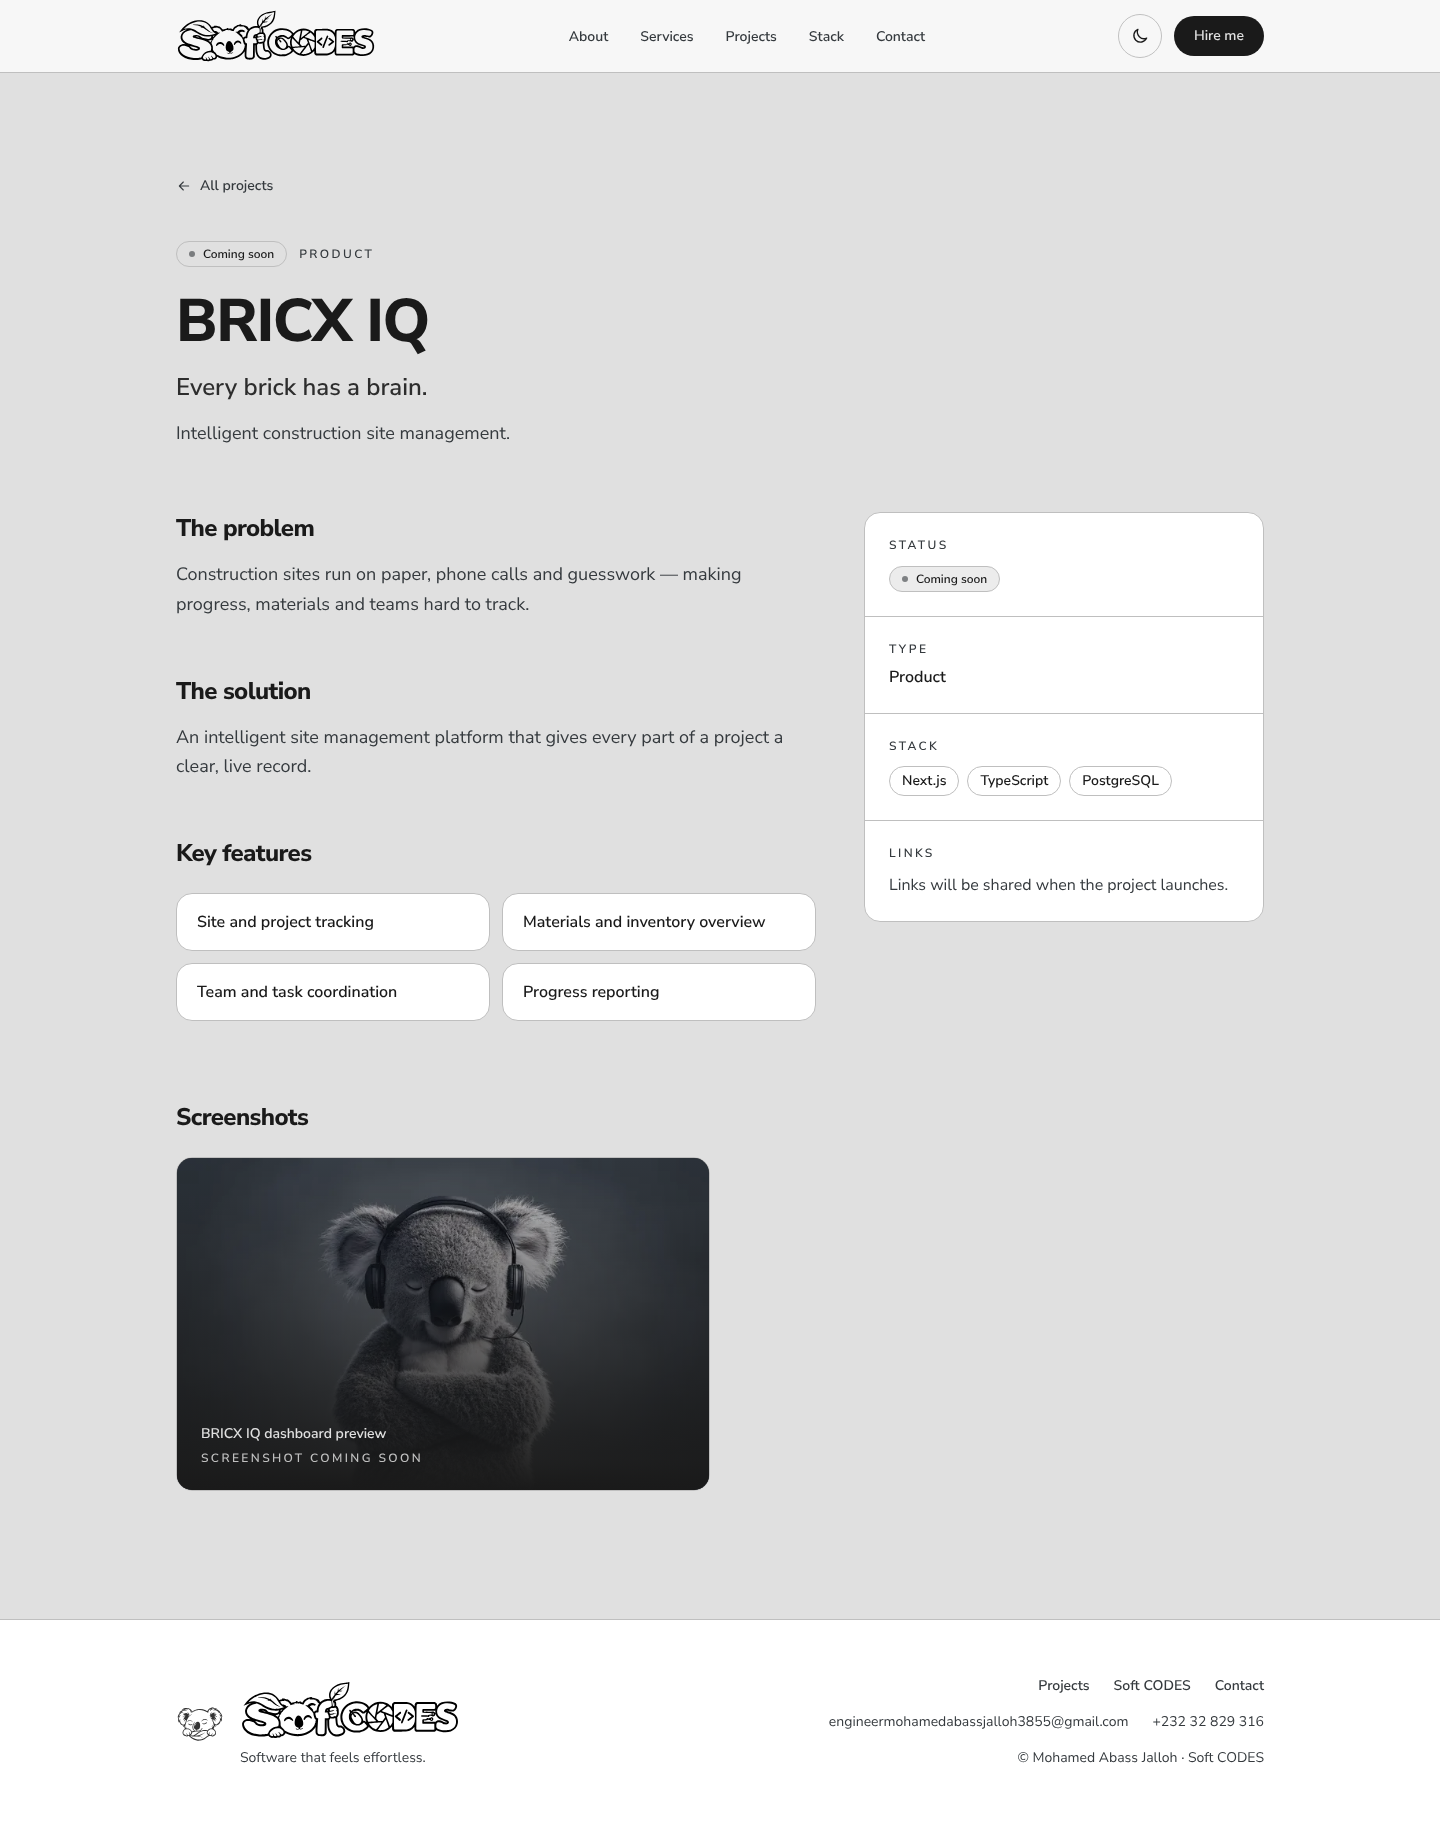 Soft CODES
About
Services
Projects
Stack
Contact
Hire me
All projects
Coming soon
PRODUCT
BRICX IQ
Every brick has a brain.
Intelligent construction site management.
The problem
Construction sites run on paper, phone calls and guesswork — making
progress, materials and teams hard to track.
The solution
An intelligent site management platform that gives every part of a project a
clear, live record.
Key features
Site and project tracking
Materials and inventory overview
Team and task coordination
Progress reporting
STATUS
Coming soon
TYPE
Product
STACK
Next.js
TypeScript
PostgreSQL
LINKS
Links will be shared when the project launches.
Screenshots
BRICX IQ dashboard preview
SCREENSHOT COMING SOON
Soft CODES
Software that feels effortless.
Projects
Soft CODES
Contact
engineermohamedabassjalloh3855@gmail.com
+232 32 829 316
© Mohamed Abass Jalloh · Soft CODES